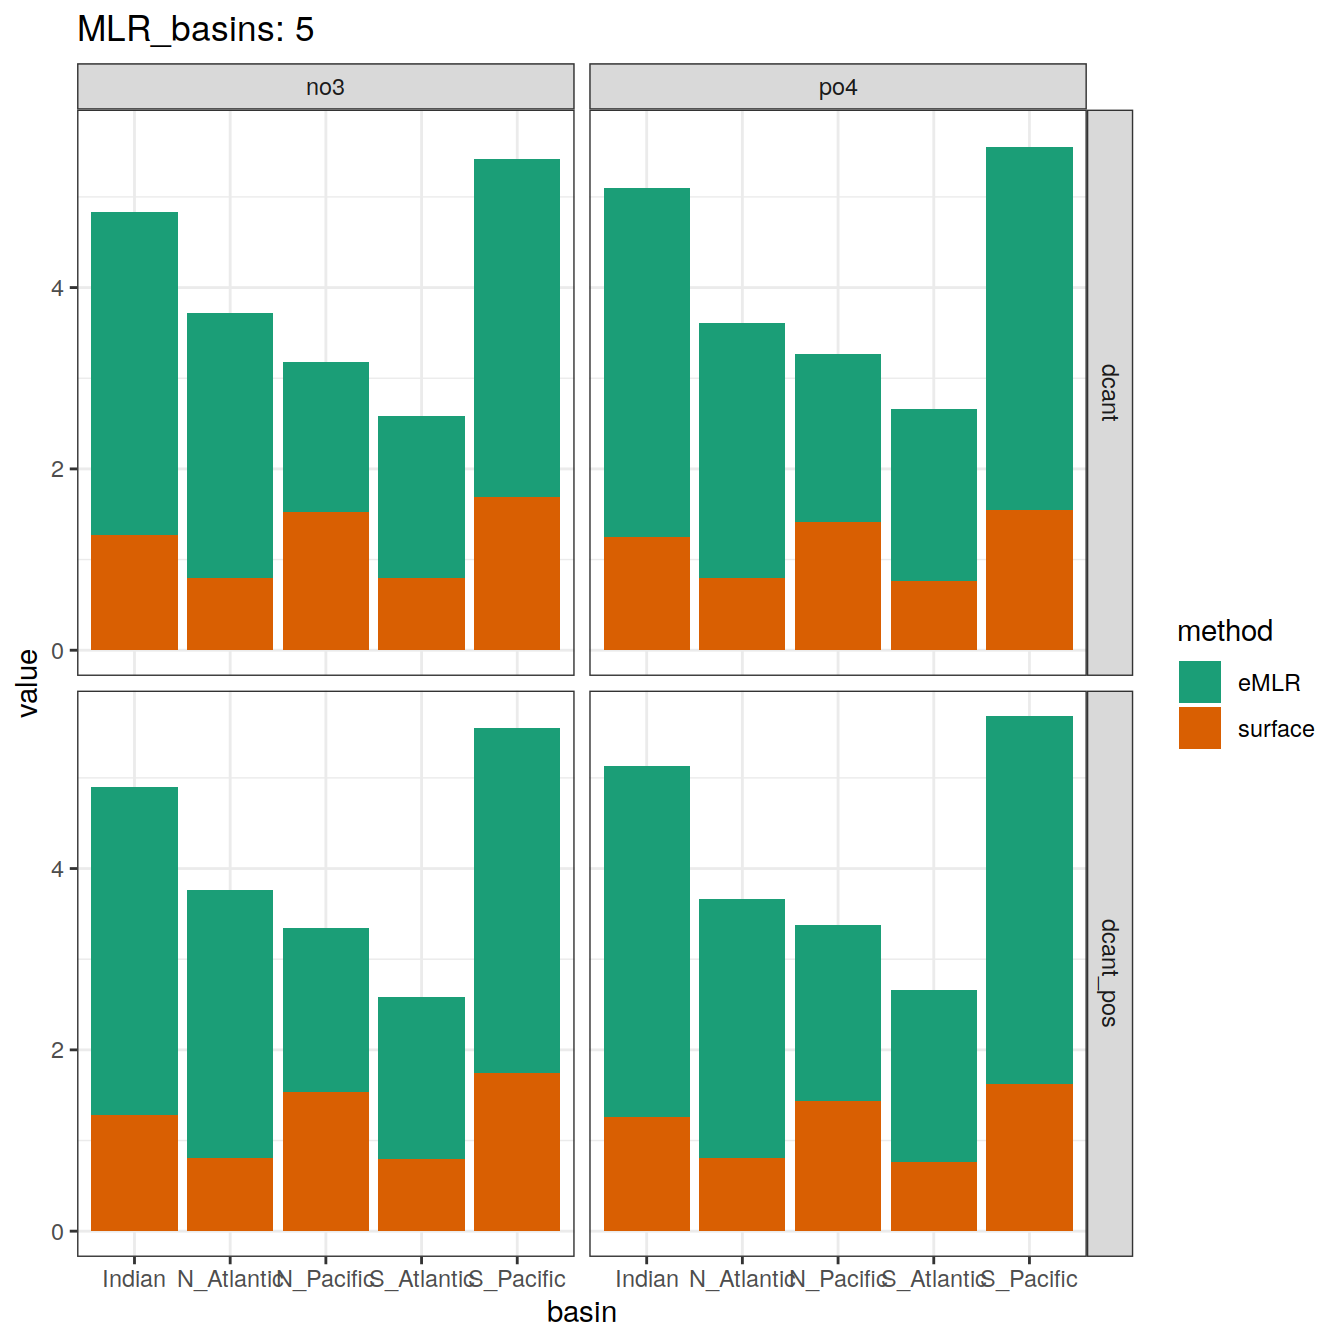 MLR_basins: 5
no3
po4
4
2
0
dcant
4
2
0
dcant_pos
value
Indian N_Atlantic N_Pacific S_Atlantic S_Pacific
Indian N_Atlantic N_Pacific S_Atlantic S_Pacific
basin
method
eMLR
surface